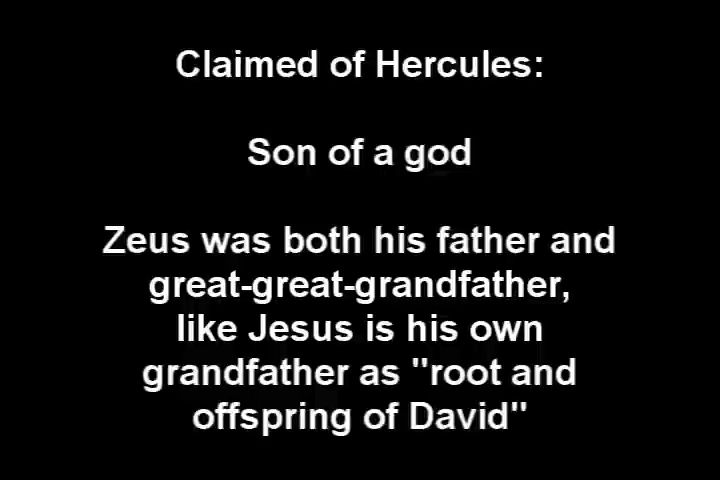 Claimed of Hercules:
Son of a god
Zeus was both his father and
great-great-grandfather,
like Jesus is his own
grandfather as "root and
offspring of David"